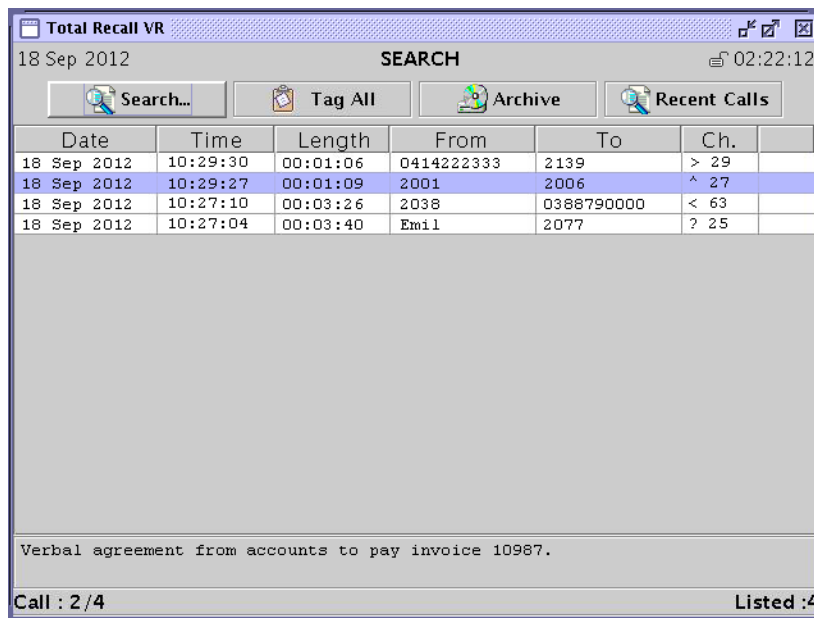 Total Recall VR
18 Sep 2012 SEARCH 02:22:12
Search... Tag All Archive Recent Calls
Date Time Length From To Ch.
18 Sep 2012 10:29:30 00:01:06 0414222333 2139 > 29
18 Sep 2012 10:29:27 00:01:09 2001 2006 ^ 27
18 Sep 2012 10:27:10 00:03:26 2038 0388790000 < 63
18 Sep 2012 10:27:04 00:03:40 Emil 2077 ? 25
Verbal agreement from accounts to pay invoice 10987.
Call : 2/4 Listed :4